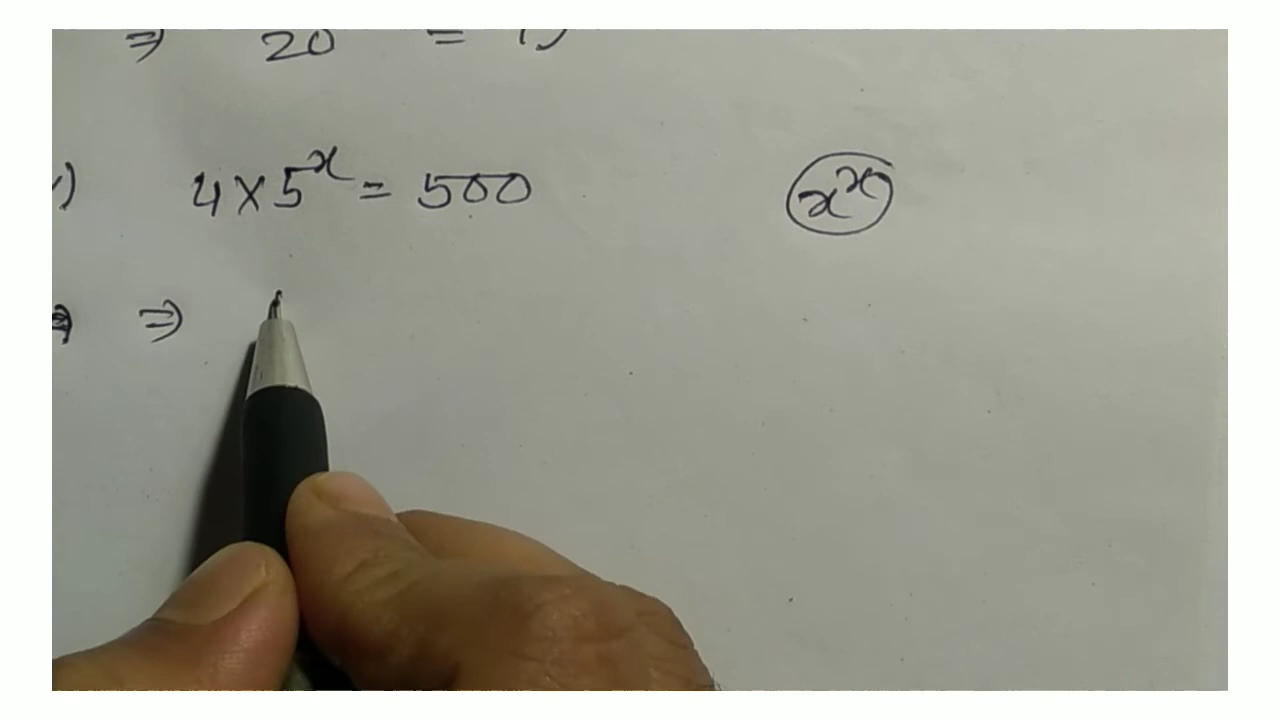 ⇒ 20 =
) 4 × 5^x = 500 x^x
⇒